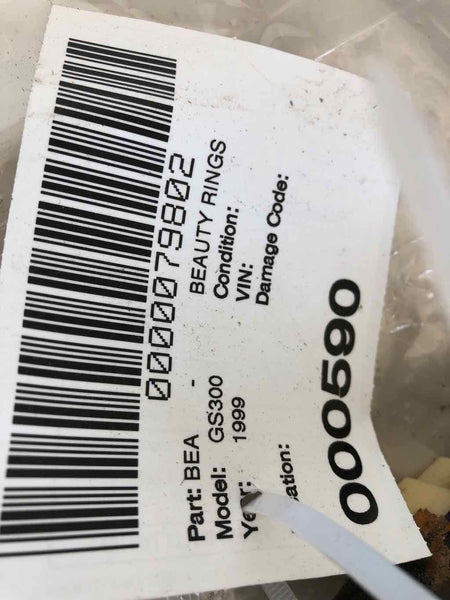 0000079802
Part: BEA - BEAUTY RINGS
Model: GS300 Condition:
1999 VIN:
Damage Code:
000590